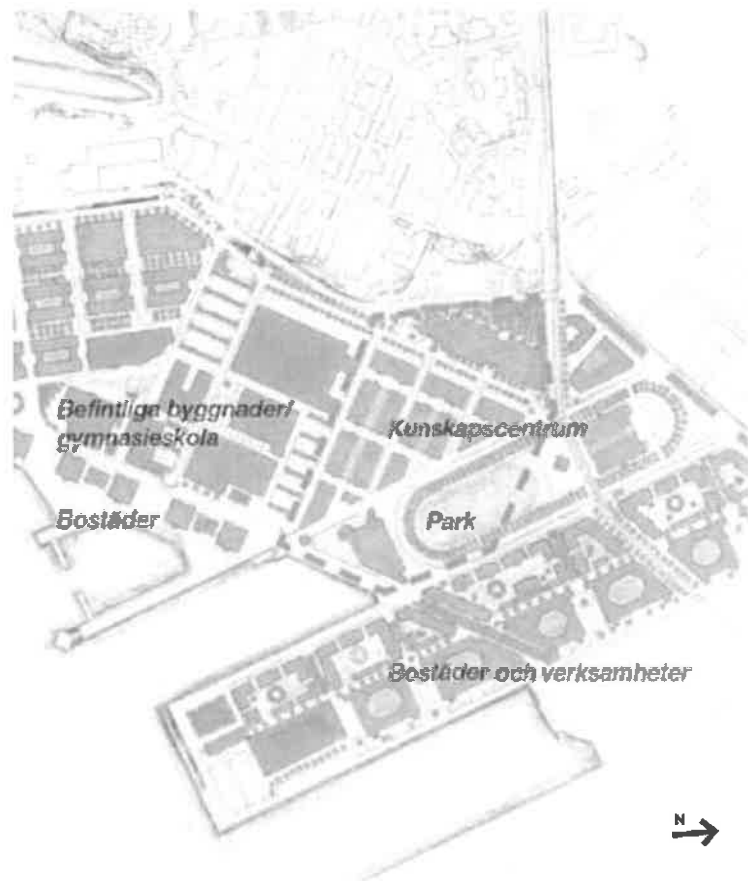 Befintliga byggnader/
gymnasieskola
Kunskapscentrum
Bostäder
Park
Bostäder och verksamheter
N